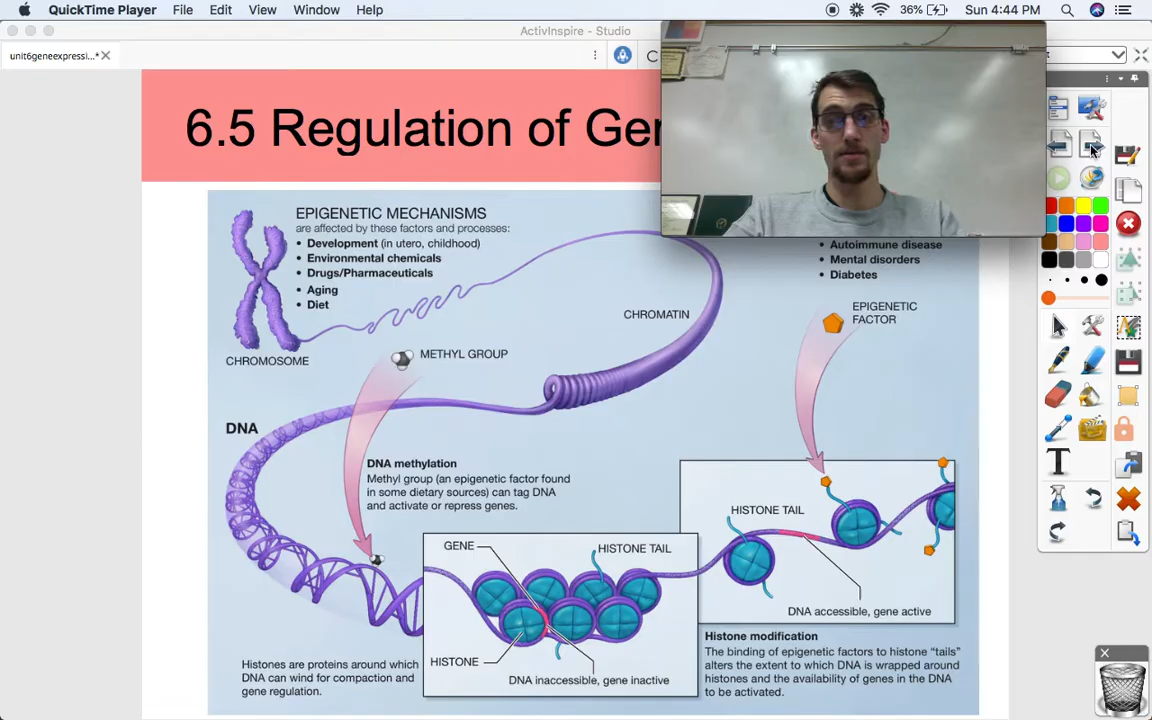 QuickTime Player File Edit View Window Help 36% Sun 4:44 PM
ActivInspire - Studio
unit6geneexpressi...*
6.5 Regulation of Ge
EPIGENETIC MECHANISMS
are affected by these factors and processes:
• Development (in utero, childhood)
• Environmental chemicals
• Drugs/Pharmaceuticals
• Aging
• Diet
• Autoimmune disease
• Mental disorders
• Diabetes
EPIGENETIC
FACTOR
CHROMATIN
CHROMOSOME
METHYL GROUP
DNA
DNA methylation
Methyl group (an epigenetic factor found
in some dietary sources) can tag DNA
and activate or repress genes.
HISTONE TAIL
GENE
HISTONE TAIL
DNA accessible, gene active
HISTONE
DNA inaccessible, gene inactive
Histones are proteins around which
DNA can wind for compaction and
gene regulation.
Histone modification
The binding of epigenetic factors to histone “tails”
alters the extent to which DNA is wrapped around
histones and the availability of genes in the DNA
to be activated.